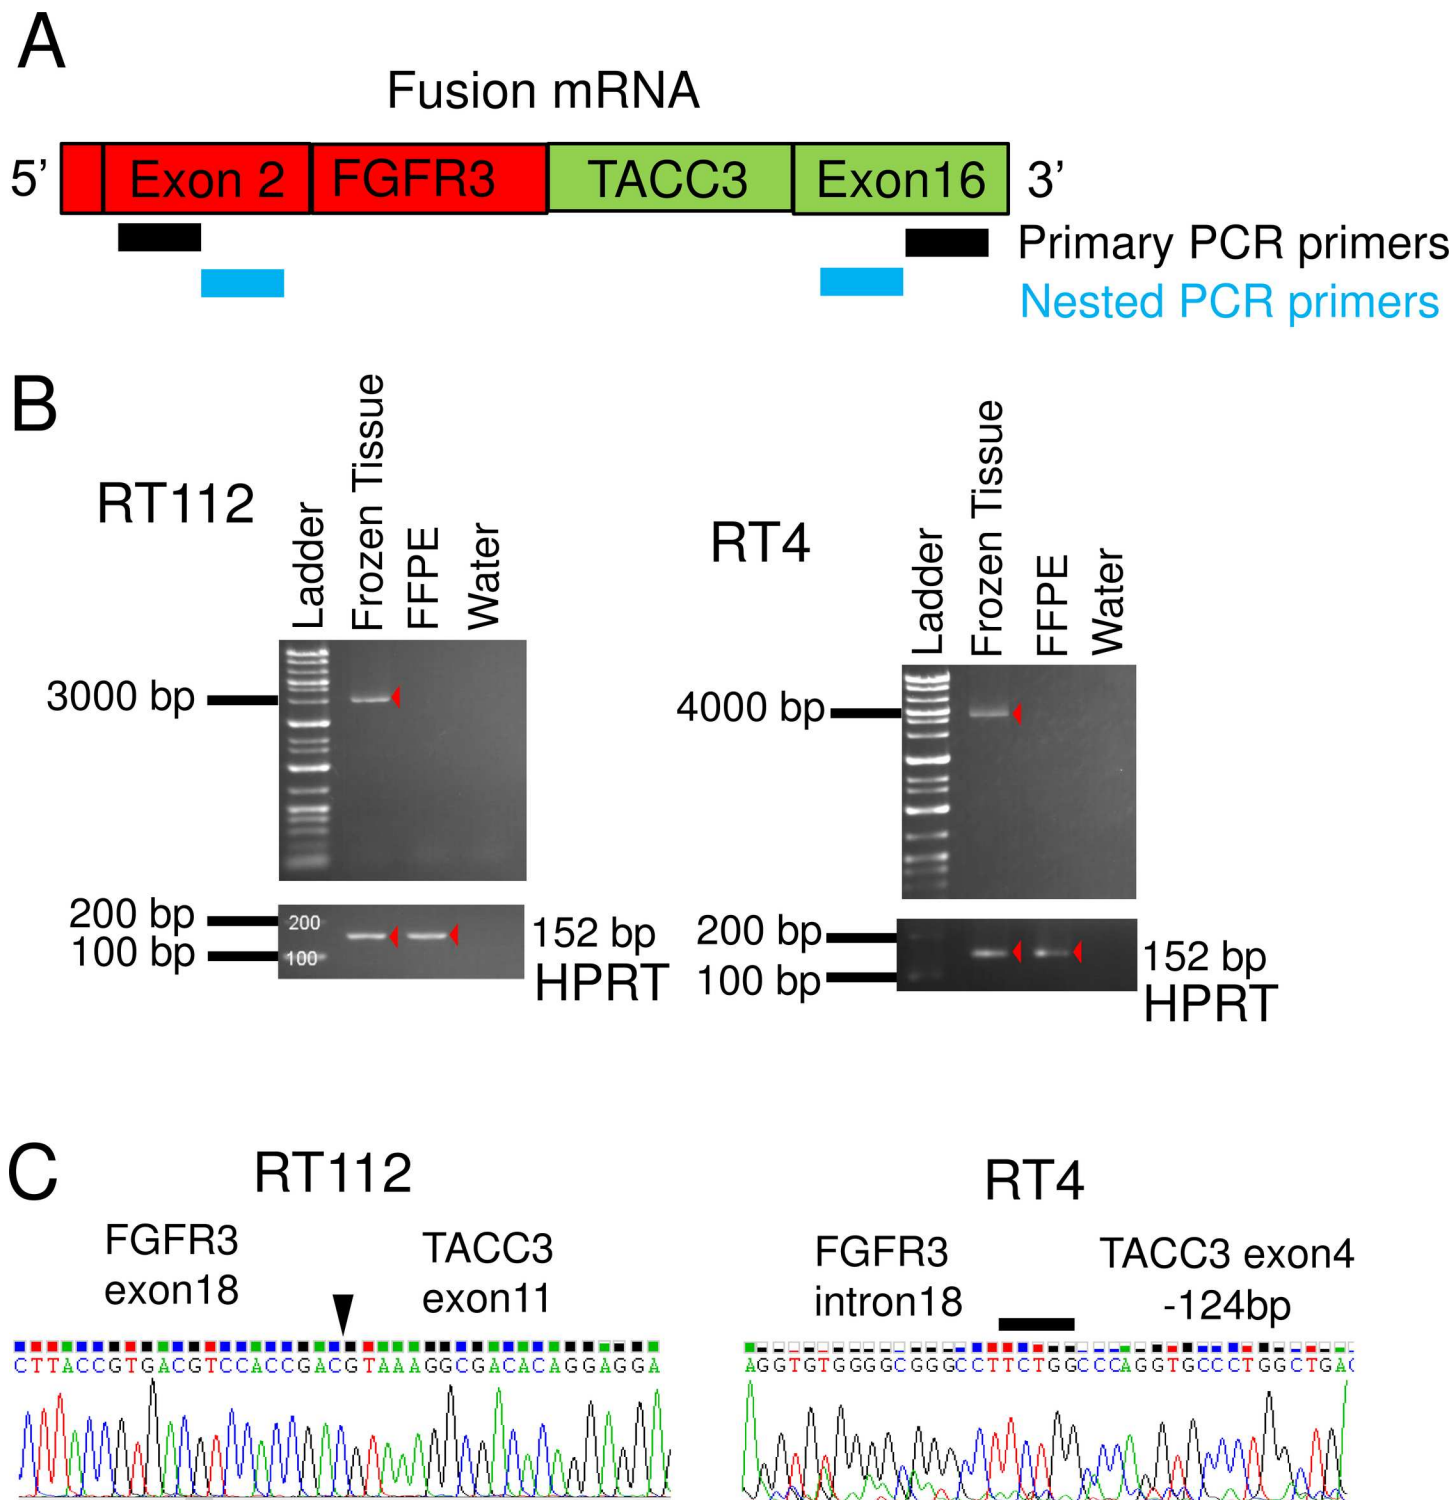 A
Fusion mRNA
5’ Exon 2 FGFR3 TACC3 Exon16 3’
Primary PCR primers
Nested PCR primers
B
RT112
Ladder
Frozen Tissue
FFPE
Water
3000 bp
200 bp
100 bp
200
100
152 bp
HPRT
RT4
Ladder
Frozen Tissue
FFPE
Water
4000 bp
200 bp
100 bp
152 bp
HPRT
C
RT112
FGFR3
exon18
TACC3
exon11
CTTACCGTGACGTCCACCGACGTAAAGGCGACACAGGAGGA
RT4
FGFR3
intron18
TACC3 exon4
-124bp
AGGTGTGGGGCGGGCCTTCTGGCCCAGGTGCCCTGGCTGAC